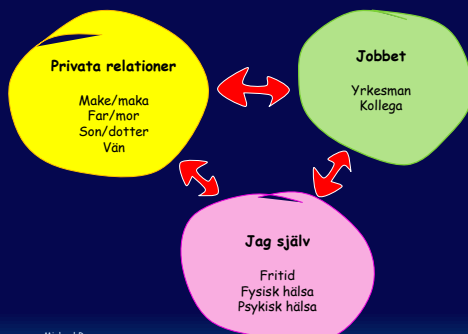 Privata relationer
Make/maka
Far/mor
Son/dotter
Vän
Jobbet
Yrkesman
Kollega
Jag själv
Fritid
Fysisk hälsa
Psykisk hälsa